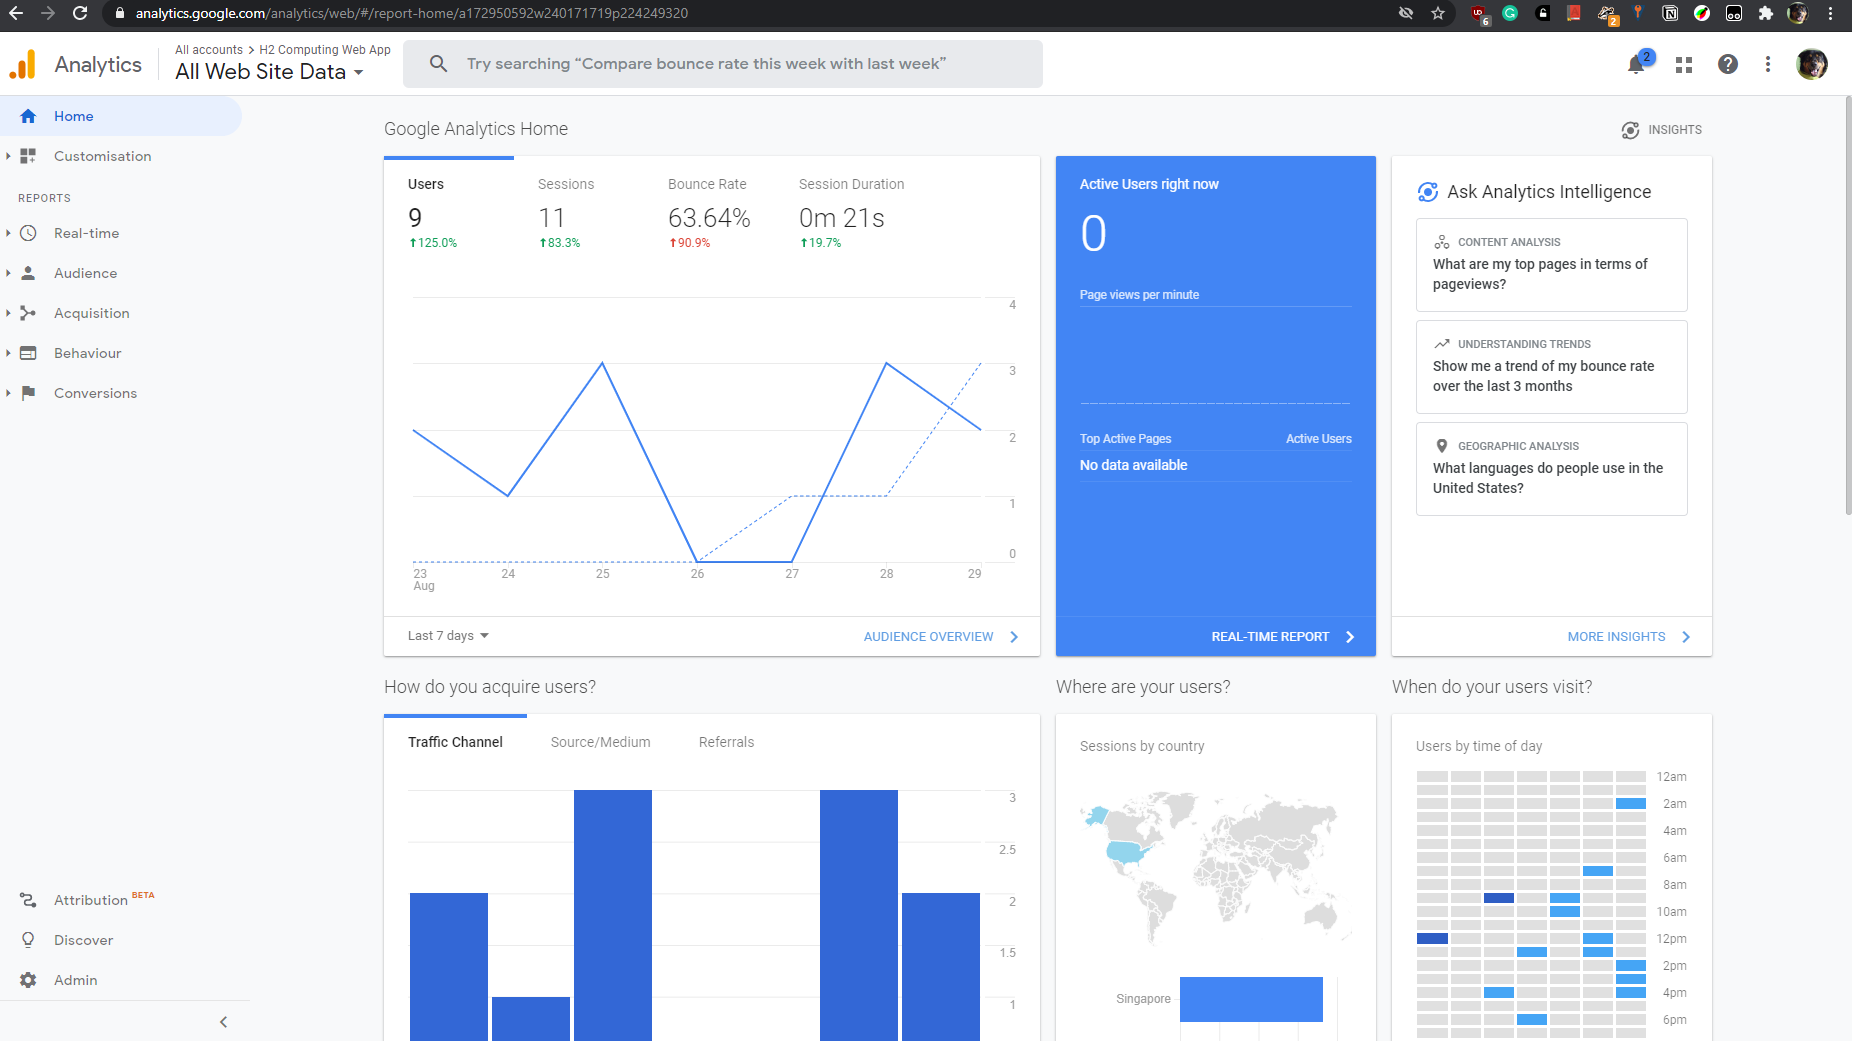 analytics.google.com/analytics/web/#/report-home/a172950592w240171719p224249320
6
2
Analytics
All accounts > H2 Computing Web App
All Web Site Data
Try searching “Compare bounce rate this week with last week”
2
Home
Customisation
REPORTS
Real-time
Audience
Acquisition
Behaviour
Conversions
Attribution BETA
Discover
Admin
Google Analytics Home
INSIGHTS
Users
9
125.0%
Sessions
11
83.3%
Bounce Rate
63.64%
90.9%
Session Duration
0m 21s
19.7%
4
3
2
1
0
23
Aug
24
25
26
27
28
29
Last 7 days
AUDIENCE OVERVIEW
Active Users right now
0
Page views per minute
Top Active Pages
Active Users
No data available
REAL-TIME REPORT
Ask Analytics Intelligence
CONTENT ANALYSIS
What are my top pages in terms of
pageviews?
UNDERSTANDING TRENDS
Show me a trend of my bounce rate
over the last 3 months
GEOGRAPHIC ANALYSIS
What languages do people use in the
United States?
MORE INSIGHTS
How do you acquire users?
Traffic Channel
Source/Medium
Referrals
3
2.5
2
1.5
1
Where are your users?
Sessions by country
Singapore
When do your users visit?
Users by time of day
12am
2am
4am
6am
8am
10am
12pm
2pm
4pm
6pm